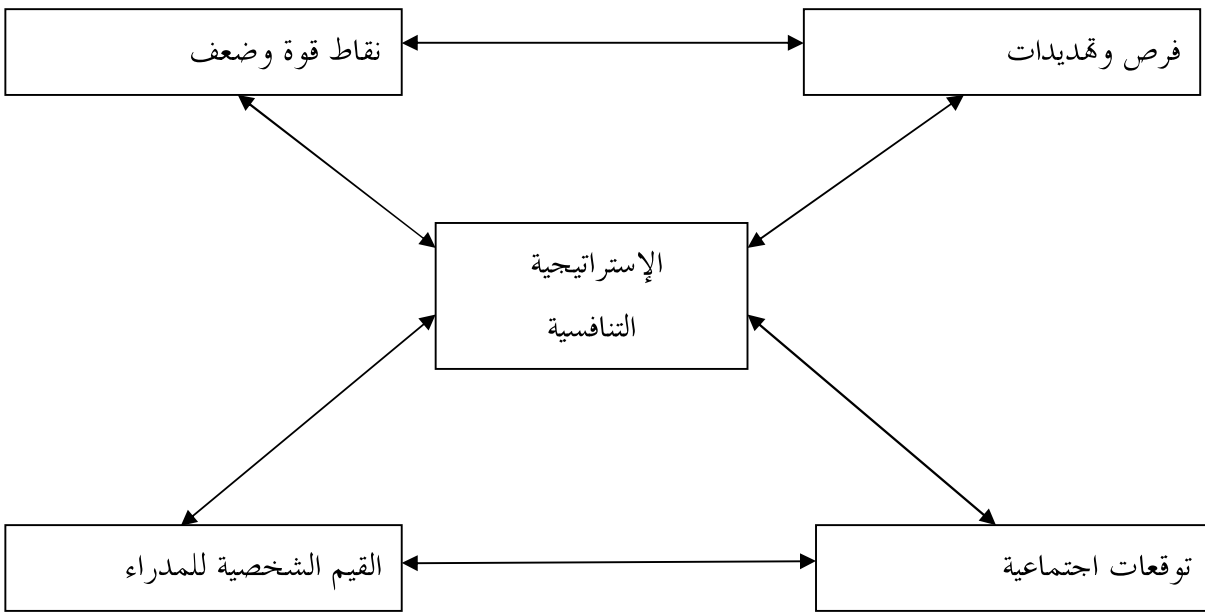 فرص وتهديدات
نقاط قوة وضعف
الإستراتيجية
التنافسية
توقعات اجتماعية
القيم الشخصية للمدراء